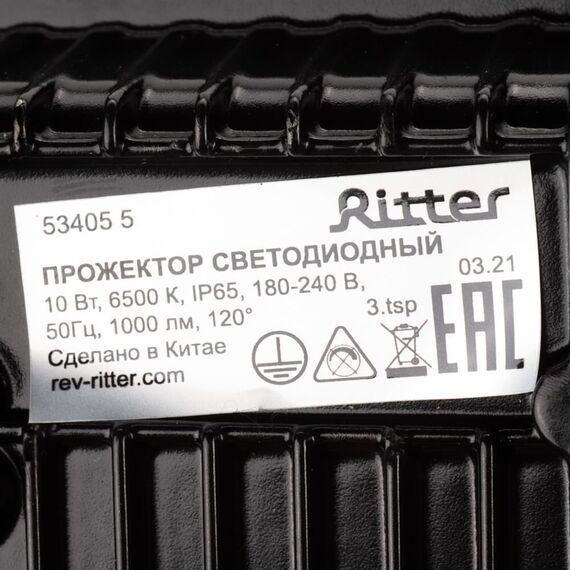 53405 5
Ritter
ПРОЖЕКТОР СВЕТОДИОДНЫЙ
10 Вт, 6500 К, IP65, 180-240 В,
03.21
50Гц, 1000 лм, 120°
3.tsp
Сделано в Китае
EAC
rev-ritter.com